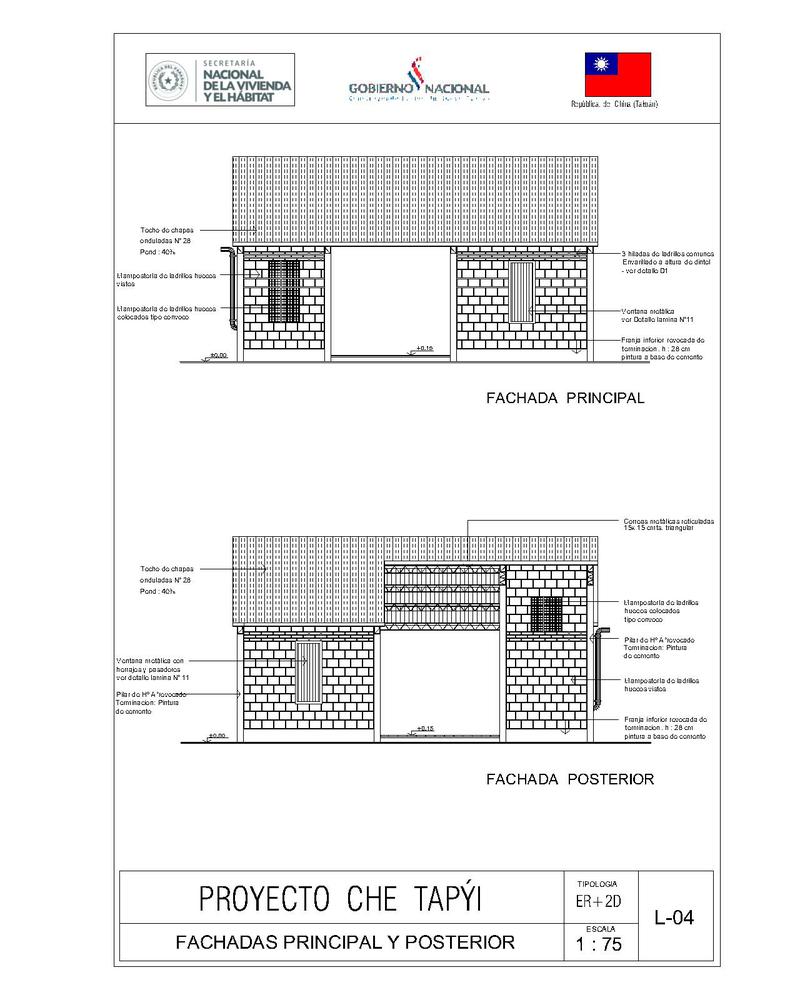 SECRETARÍA
NACIONAL
DE LA VIVIENDA
Y EL HÁBITAT
GOBIERNO NACIONAL
República de China (Taiwán)
Techo de chapas
onduladas N° 28
Pend : 40%
Mampostería de ladrillos huecos
vistos
Mampostería de ladrillos huecos
colocados tipo convoco
3 hiladas de ladrillos comunes
Envarillado a altura de dintel
- ver detalle D1
Ventana metálica
ver Detalle lamina N°11
Franja inferior revocada de
terminacion. h : 28 cm
pintura a base de cemento
±0,00
+0.15
FACHADA PRINCIPAL
Correas metálicas reticuladas
15x 15 cmts. triangular
Techo de chapas
onduladas N° 28
Pend : 40%
Mampostería de ladrillos
huecos colocados
tipo convoco
Pilar de Hº Aº revocado
Terminacion: Pintura
de cemento
Ventana metálica con
herrajes y pasadores
ver detalle lamina N° 11
Pilar de Hº Aº revocado
Terminacion: Pintura
de cemento
Mampostería de ladrillos
huecos vistos
Franja inferior revocada de
terminacion. h : 28 cm
pintura a base de cemento
±0,00
+0.15
FACHADA POSTERIOR
PROYECTO CHE TAPÝI
TIPOLOGIA
ER+2D
L-04
FACHADAS PRINCIPAL Y POSTERIOR
ESCALA
1 : 75